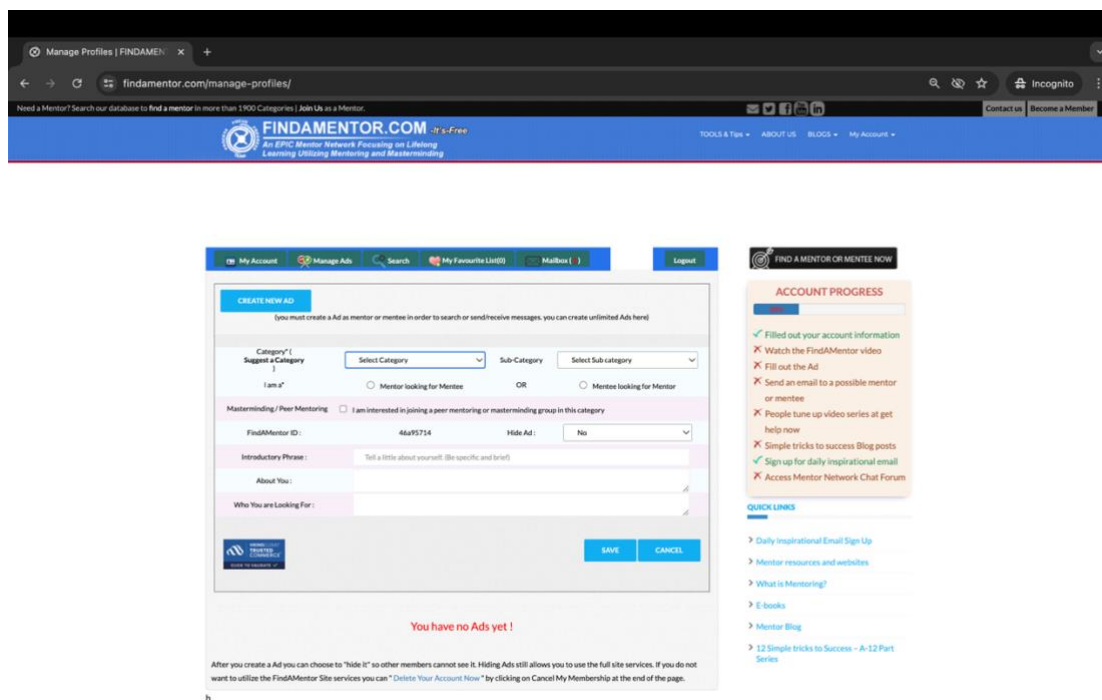 Manage Profiles | FINDAMEN
findamentor.com/manage-profiles/
Incognito
Need a Mentor? Search our database to find a mentor in more than 1900 Categories | Join Us as a Mentor.
Contact us Become a Member
FINDAMENTOR.COM -It's-Free
An EPIC Mentor Network Focusing on Lifelong
Learning Utilizing Mentoring and Masterminding
TOOLS & Tips ABOUT US BLOGS My Account
My Account Manage Ads Search My Favourite List(0) Mailbox ( ) Logout
FIND A MENTOR OR MENTEE NOW
CREATE NEW AD
(you must create a Ad as mentor or mentee in order to search or send/receive messages. you can create unlimited Ads here)
Category* (
Suggest a Category
)
Select Category Sub-Category Select Sub category
I am a* Mentor looking for Mentee OR Mentee looking for Mentor
Masterminding / Peer Mentoring I am interested in joining a peer mentoring or masterminding group in this category
FindAMentor ID : 46a95714 Hide Ad : No
Introductory Phrase : Tell a little about yourself. (Be specific and brief)
About You :
Who You are Looking For :
TRUSTED
COMMERCE
CLICK TO VALIDATE
SAVE CANCEL
You have no Ads yet !
After you create a Ad you can choose to "hide it" so other members cannot see it. Hiding Ads still allows you to use the full site services. If you do not
want to utilize the FindAMentor Site services you can " Delete Your Account Now " by clicking on Cancel My Membership at the end of the page.
h
ACCOUNT PROGRESS
Filled out your account information
Watch the FindAMentor video
Fill out the Ad
Send an email to a possible mentor
or mentee
People tune up video series at get
help now
Simple tricks to success Blog posts
Sign up for daily inspirational email
Access Mentor Network Chat Forum
QUICK LINKS
Daily Inspirational Email Sign Up
Mentor resources and websites
What is Mentoring?
E-books
Mentor Blog
12 Simple tricks to Success – A-12 Part
Series